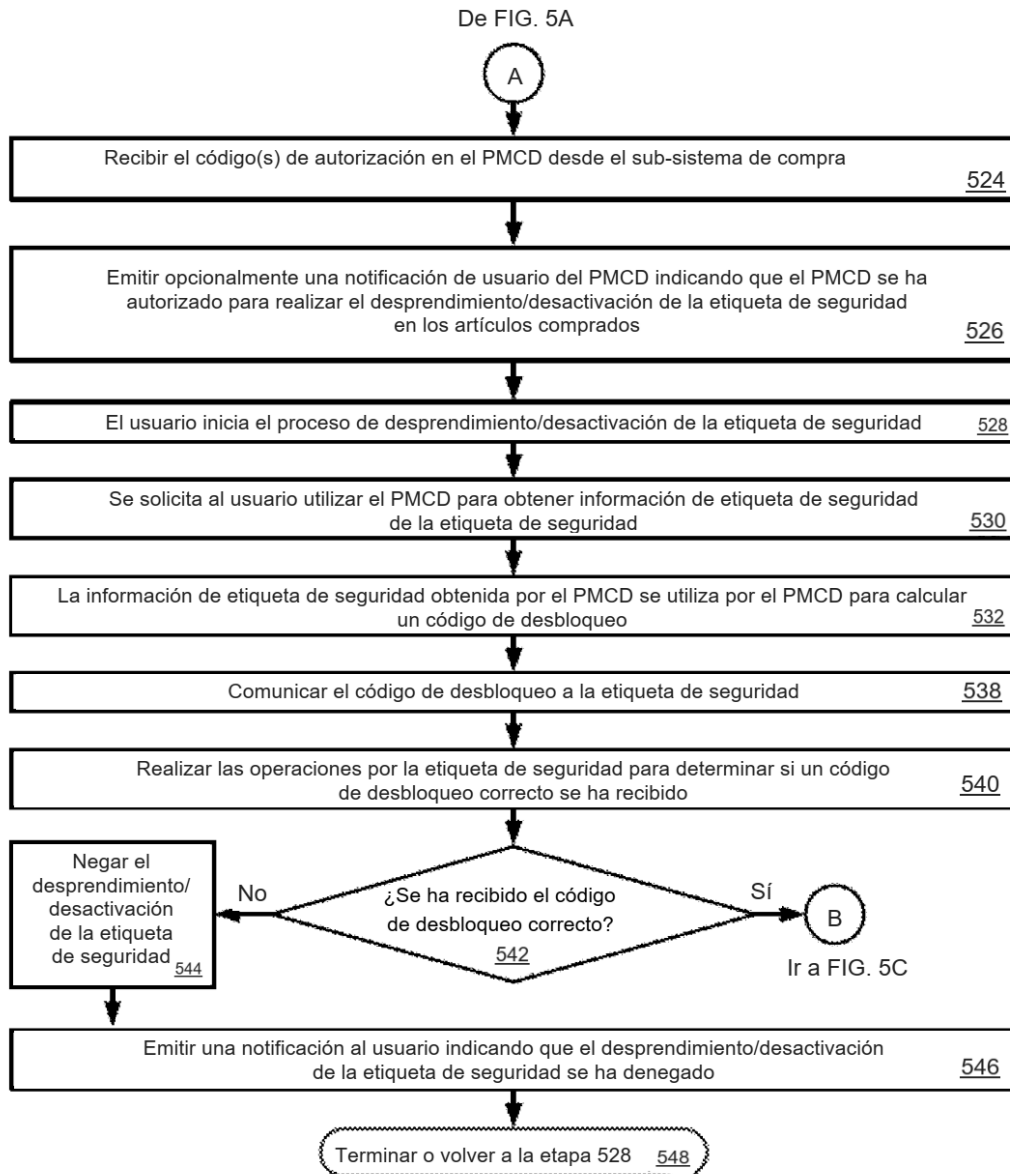 De FIG. 5A
A
Recibir el código(s) de autorización en el PMCD desde el sub-sistema de compra
524
Emitir opcionalmente una notificación de usuario del PMCD indicando que el PMCD se ha
autorizado para realizar el desprendimiento/desactivación de la etiqueta de seguridad
en los artículos comprados
526
El usuario inicia el proceso de desprendimiento/desactivación de la etiqueta de seguridad
528
Se solicita al usuario utilizar el PMCD para obtener información de etiqueta de seguridad
de la etiqueta de seguridad
530
La información de etiqueta de seguridad obtenida por el PMCD se utiliza por el PMCD para calcular
un código de desbloqueo
532
Comunicar el código de desbloqueo a la etiqueta de seguridad
538
Realizar las operaciones por la etiqueta de seguridad para determinar si un código
de desbloqueo correcto se ha recibido
540
Negar el
desprendimiento/
desactivación
de la etiqueta
de seguridad
544
No
¿Se ha recibido el código
de desbloqueo correcto?
542
Sí
B
Ir a FIG. 5C
Emitir una notificación al usuario indicando que el desprendimiento/desactivación
de la etiqueta de seguridad se ha denegado
546
Terminar o volver a la etapa 528
548